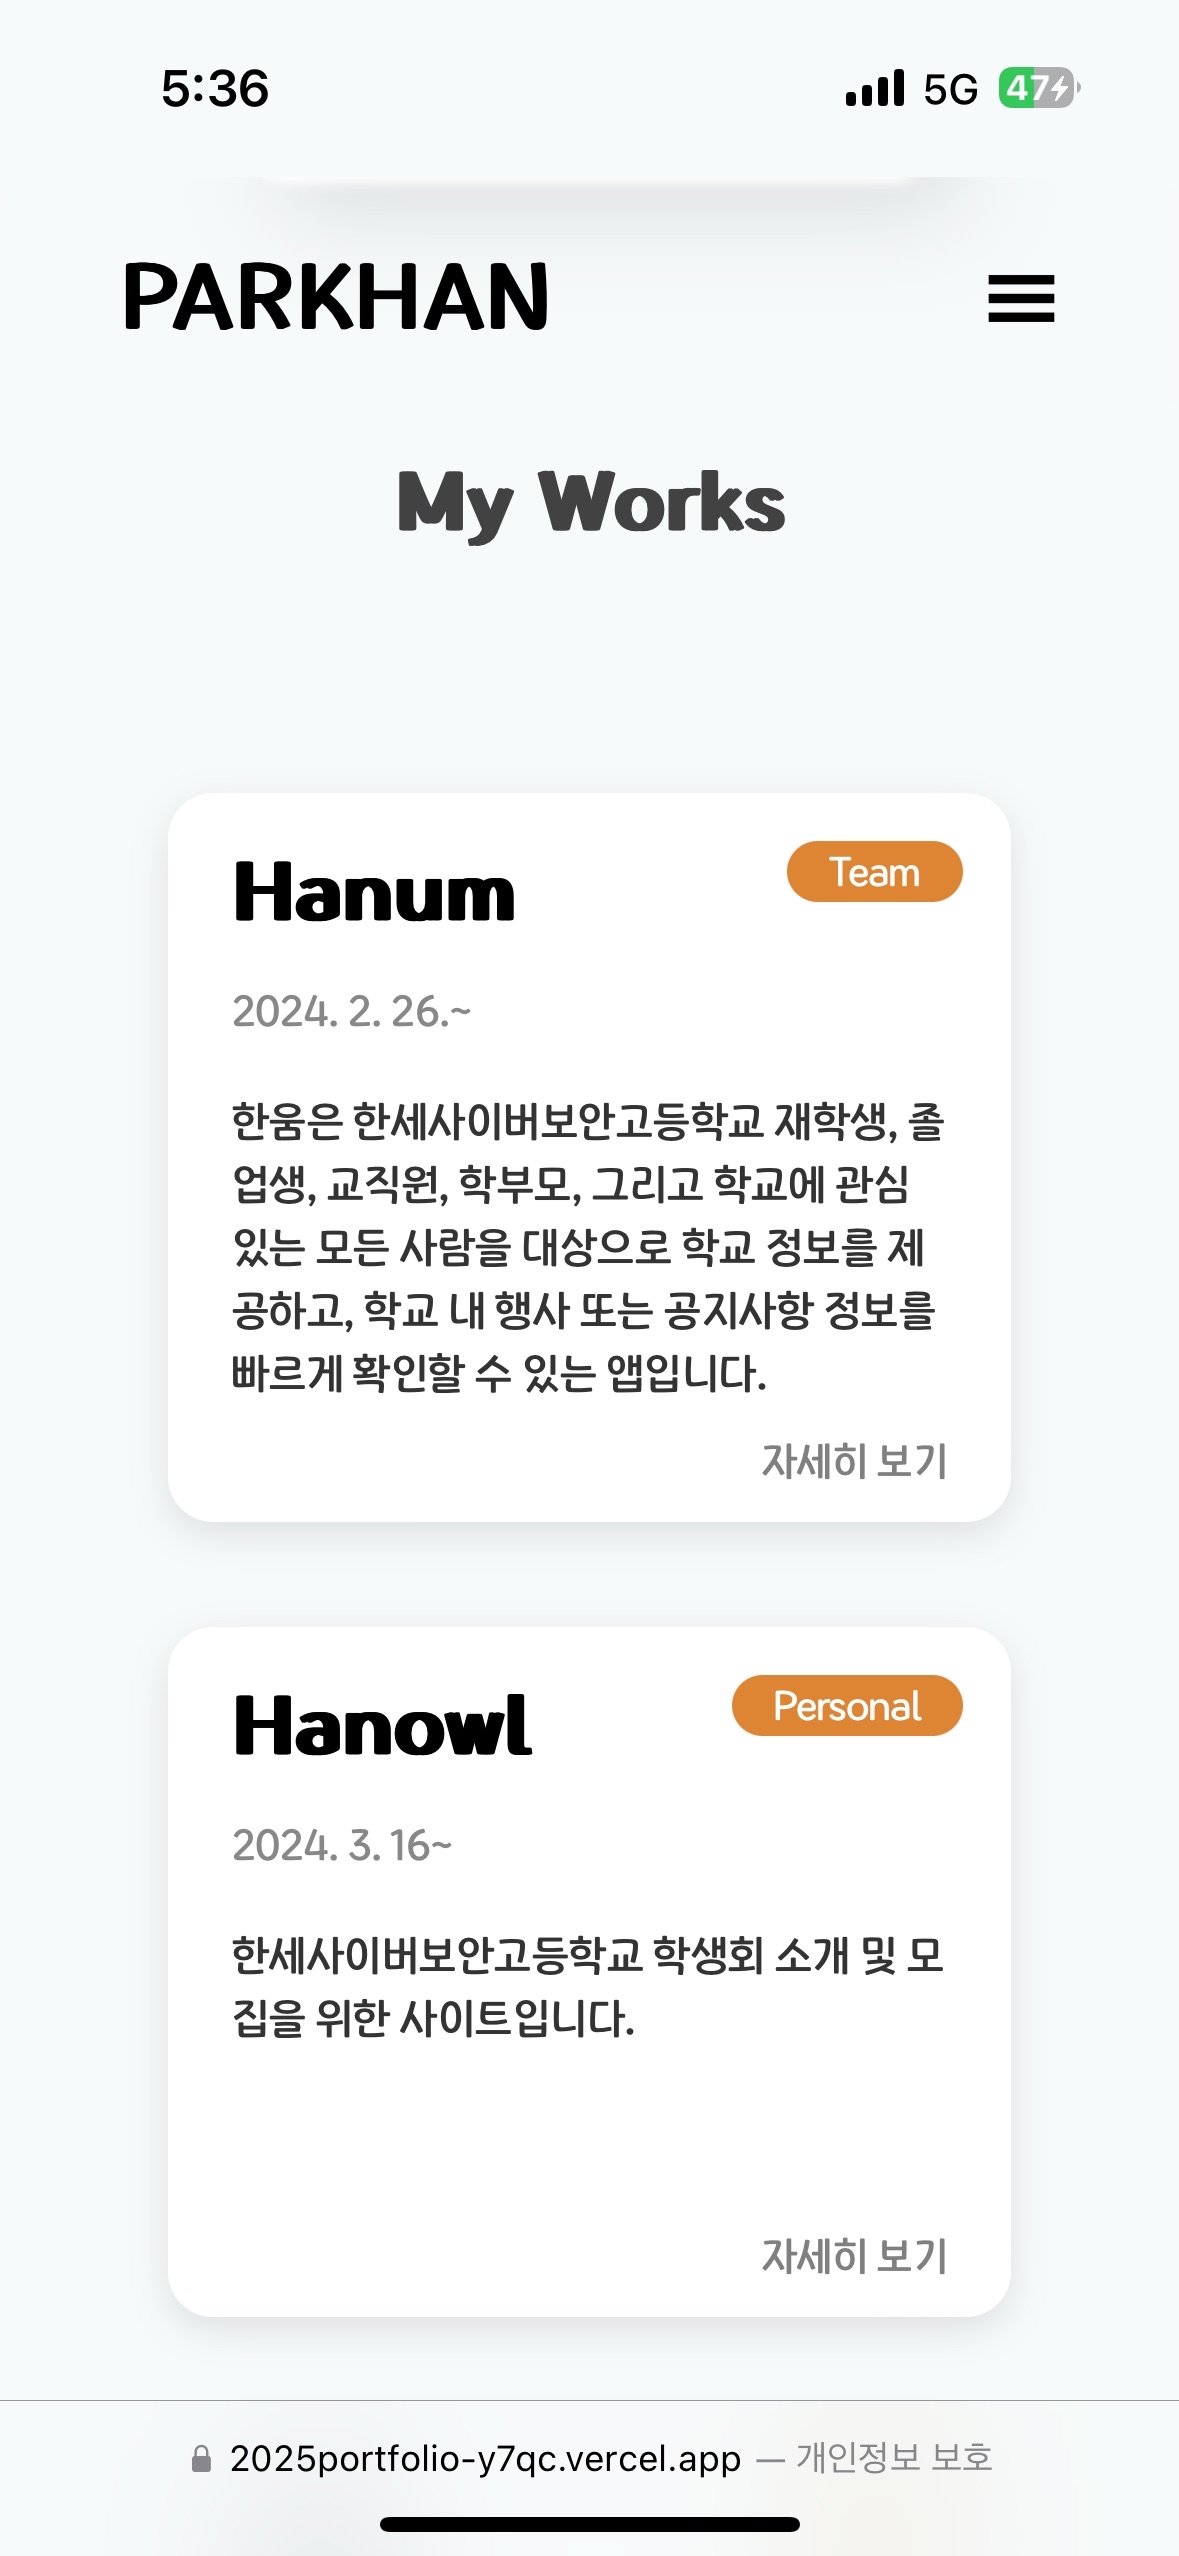 5:36 5G 47
PARKHAN
My Works
Hanum
Team
2024. 2. 26.~
한움은 한세사이버보안고등학교 재학생, 졸
업생, 교직원, 학부모, 그리고 학교에 관심
있는 모든 사람을 대상으로 학교 정보를 제
공하고, 학교 내 행사 또는 공지사항 정보를
빠르게 확인할 수 있는 앱입니다.
자세히 보기
Hanowl
Personal
2024. 3. 16~
한세사이버보안고등학교 학생회 소개 및 모
집을 위한 사이트입니다.
자세히 보기
2025portfolio-y7qc.vercel.app — 개인정보 보호